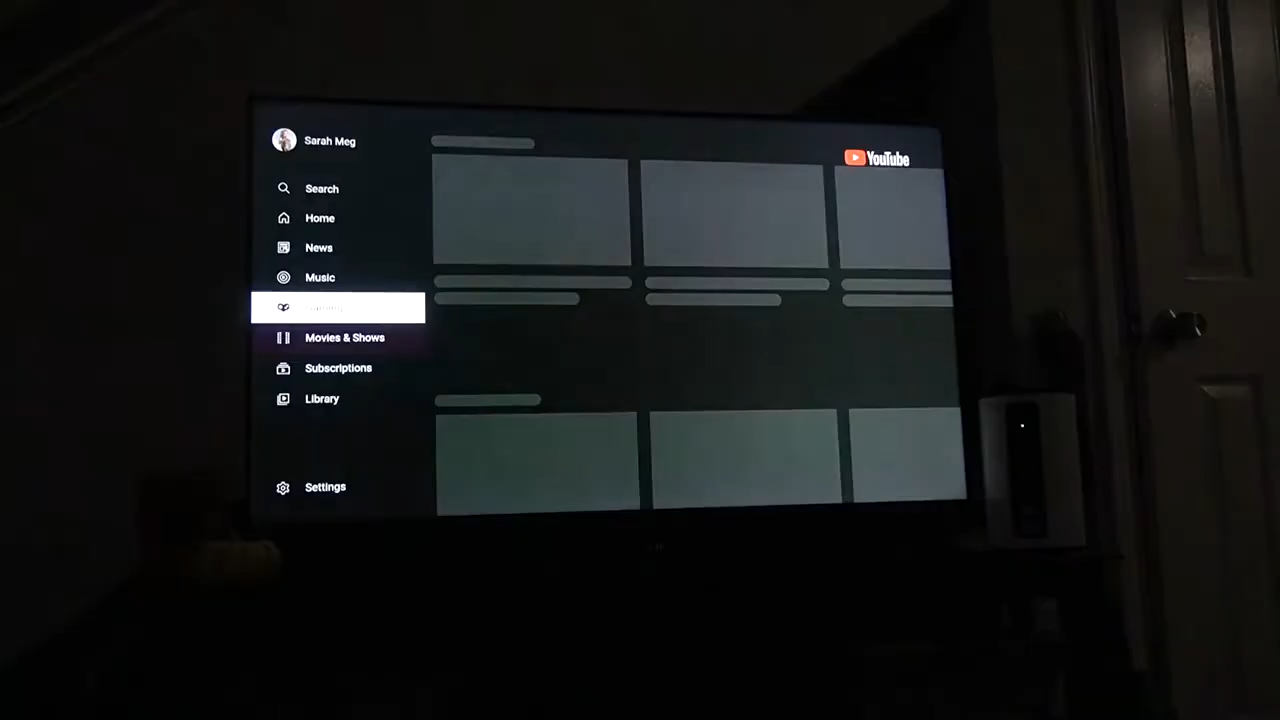 Sarah Meg
YouTube
Search
Home
News
Music
Movies & Shows
Subscriptions
Library
Settings